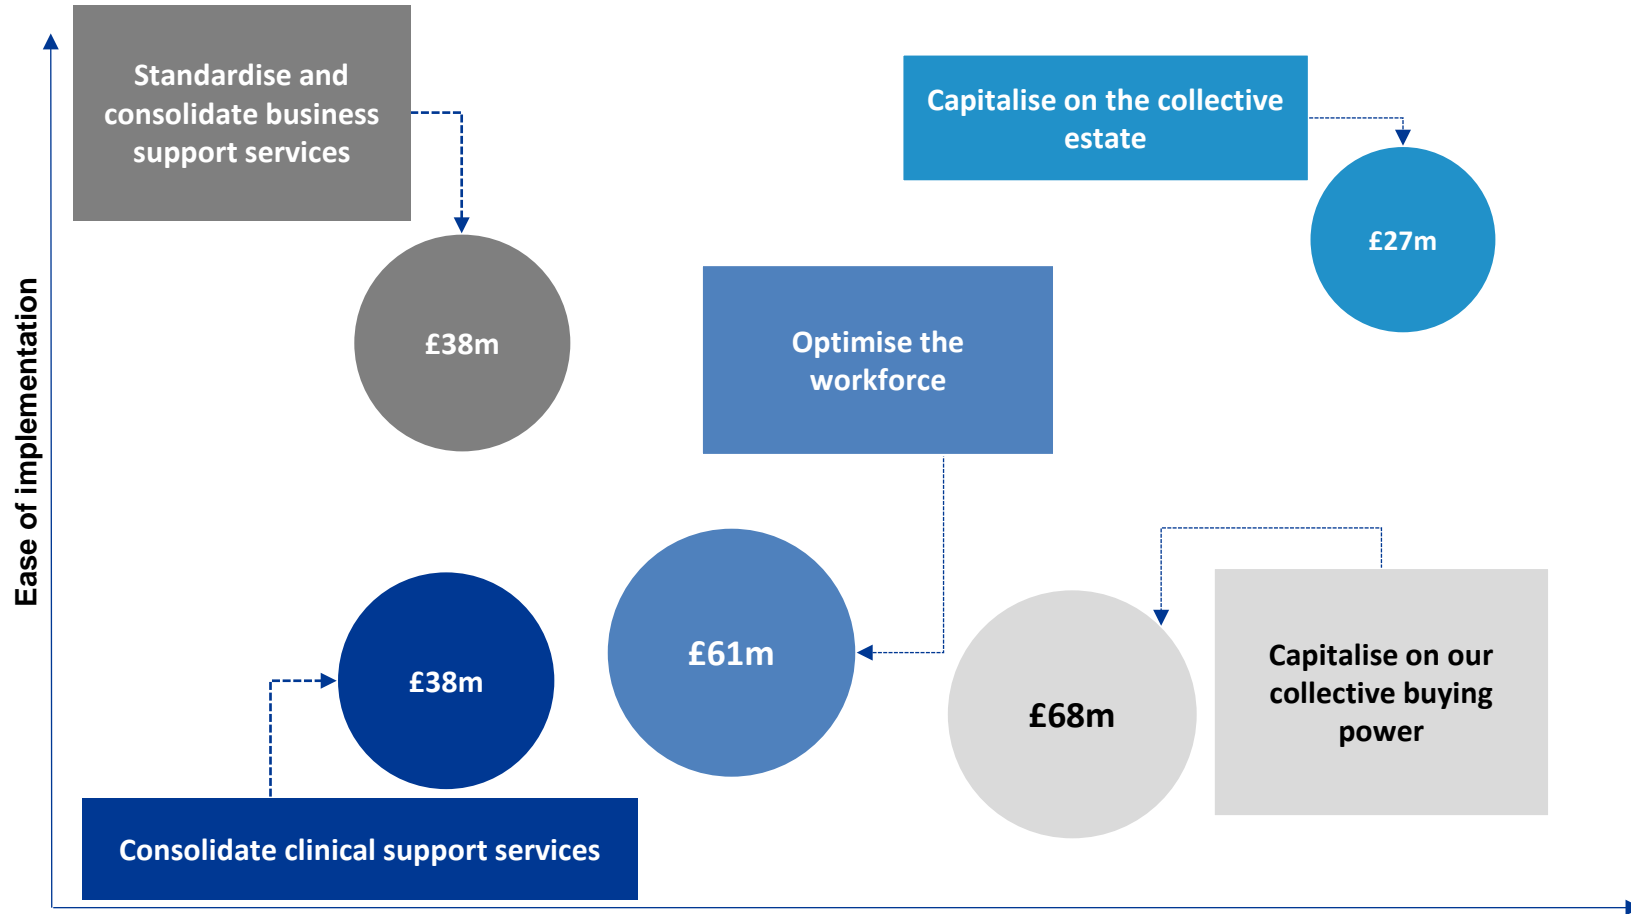 Standardise and
consolidate business
support services
Capitalise on the collective
estate
£27m
£38m
Optimise the
workforce
Ease of implementation
£61m
£38m
£68m
Capitalise on our
collective buying
power
Consolidate clinical support services